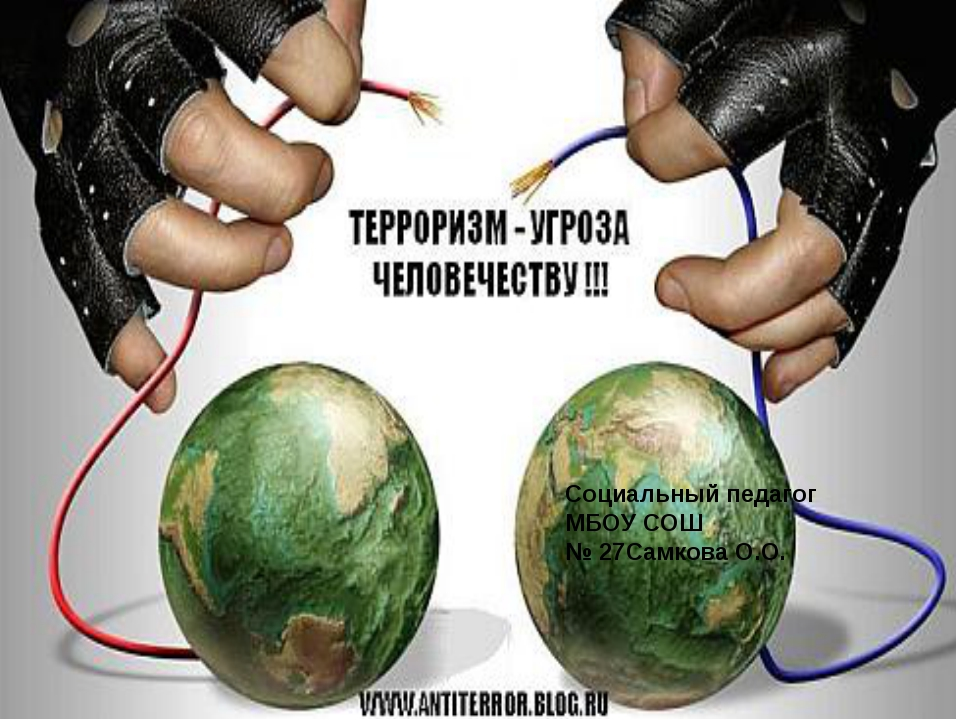 ТЕРРОРИЗМ - УГРОЗА
ЧЕЛОВЕЧЕСТВУ !!!
Социальный педагог
МБОУ СОШ
№ 27Самкова О.О.
WWW.ANTITERROR.BLOG.RU